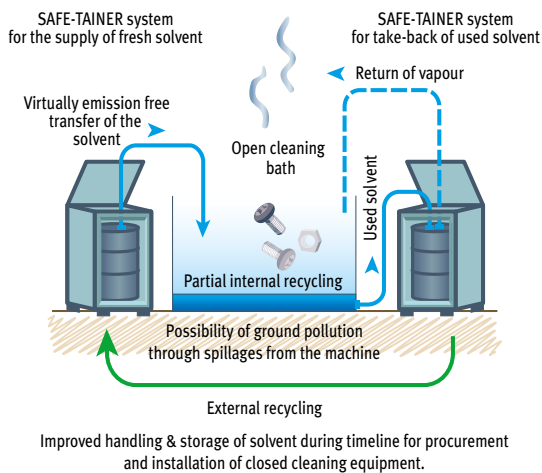 SAFE-TAINER system
for the supply of fresh solvent
SAFE-TAINER system
for take-back of used solvent
Return of vapour
Virtually emission free
transfer of the
solvent
Open cleaning
bath
Used solvent
Partial internal recycling
Possibility of ground pollution
through spillages from the machine
External recycling
Improved handling & storage of solvent during timeline for procurement
and installation of closed cleaning equipment.